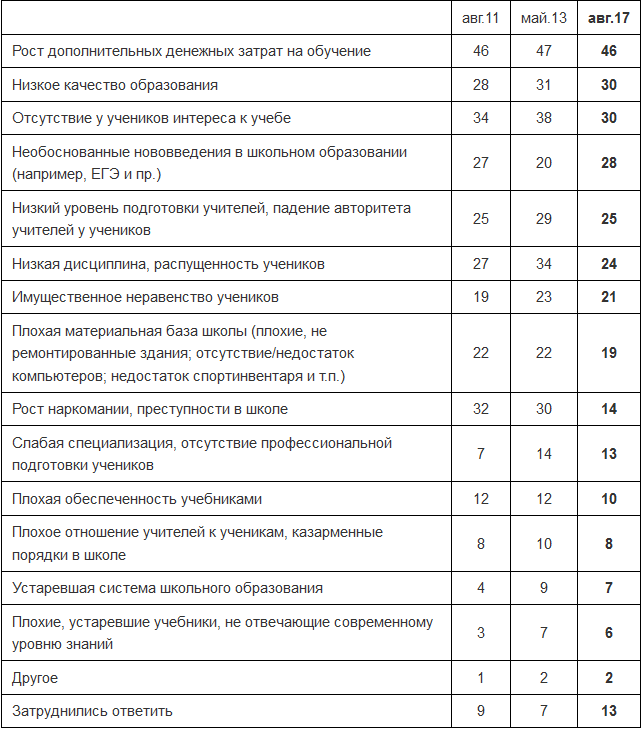 авг.11 май.13 авг.17
Рост дополнительных денежных затрат на обучение 46 47 46
Низкое качество образования 28 31 30
Отсутствие у учеников интереса к учебе 34 38 30
Необоснованные нововведения в школьном образовании
(например, ЕГЭ и пр.) 27 20 28
Низкий уровень подготовки учителей, падение авторитета
учителей у учеников 25 29 25
Низкая дисциплина, распущенность учеников 27 34 24
Имущественное неравенство учеников 19 23 21
Плохая материальная база школы (плохие, не
ремонтированные здания; отсутствие/недостаток 22 22 19
компьютеров; недостаток спортинвентаря и т.п.)
Рост наркомании, преступности в школе 32 30 14
Слабая специализация, отсутствие профессиональной
подготовки учеников 7 14 13
Плохая обеспеченность учебниками 12 12 10
Плохое отношение учителей к ученикам, казарменные
порядки в школе 8 10 8
Устаревшая система школьного образования 4 9 7
Плохие, устаревшие учебники, не отвечающие современному
уровню знаний 3 7 6
Другое 1 2 2
Затруднились ответить 9 7 13